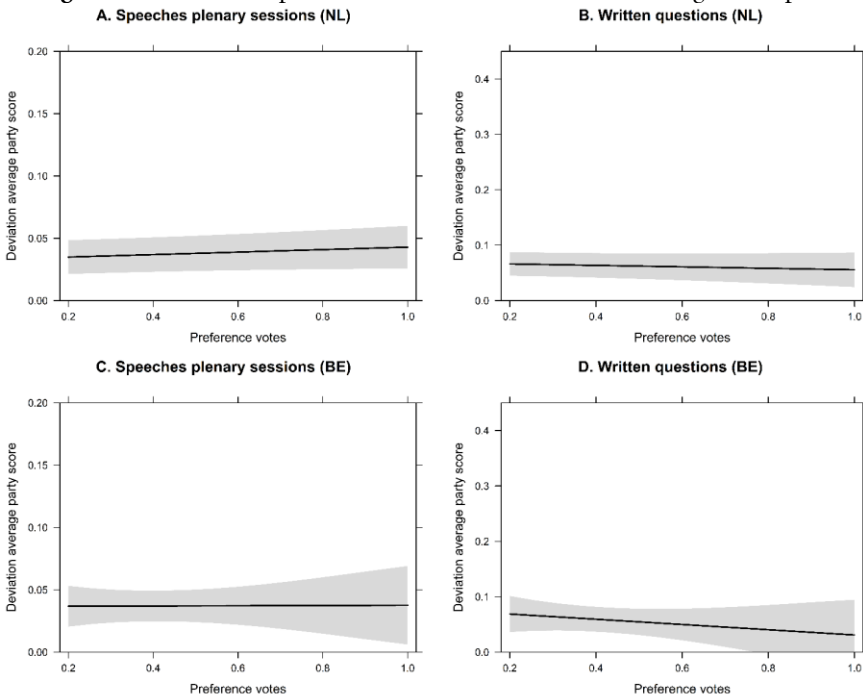 A. Speeches plenary sessions (NL)
Deviation average party score
0.20
0.15
0.10
0.05
0.00
0.2 0.4 0.6 0.8 1.0
Preference votes
B. Written questions (NL)
Deviation average party score
0.4
0.3
0.2
0.1
0.0
0.2 0.4 0.6 0.8 1.0
Preference votes
C. Speeches plenary sessions (BE)
Deviation average party score
0.20
0.15
0.10
0.05
0.00
0.2 0.4 0.6 0.8 1.0
Preference votes
D. Written questions (BE)
Deviation average party score
0.4
0.3
0.2
0.1
0.0
0.2 0.4 0.6 0.8 1.0
Preference votes